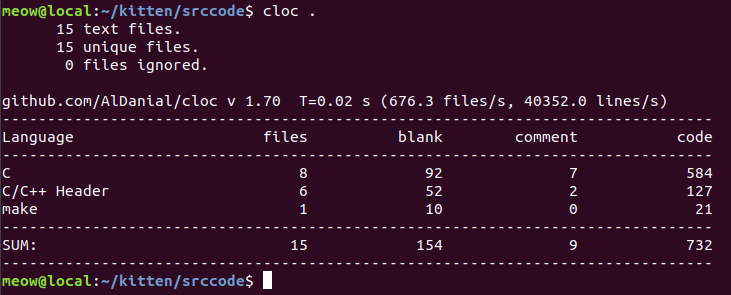 meow@local:~/kitten/srccode$ cloc .
      15 text files.
      15 unique files.
       0 files ignored.
github.com/AlDanial/cloc v 1.70  T=0.02 s (676.3 files/s, 40352.0 lines/s)
-------------------------------------------------------------------------------
Language                     files          blank        comment           code
-------------------------------------------------------------------------------
C                                8             92              7            584
C/C++ Header                     6             52              2            127
make                             1             10              0             21
-------------------------------------------------------------------------------
SUM:                            15            154              9            732
-------------------------------------------------------------------------------
meow@local:~/kitten/srccode$